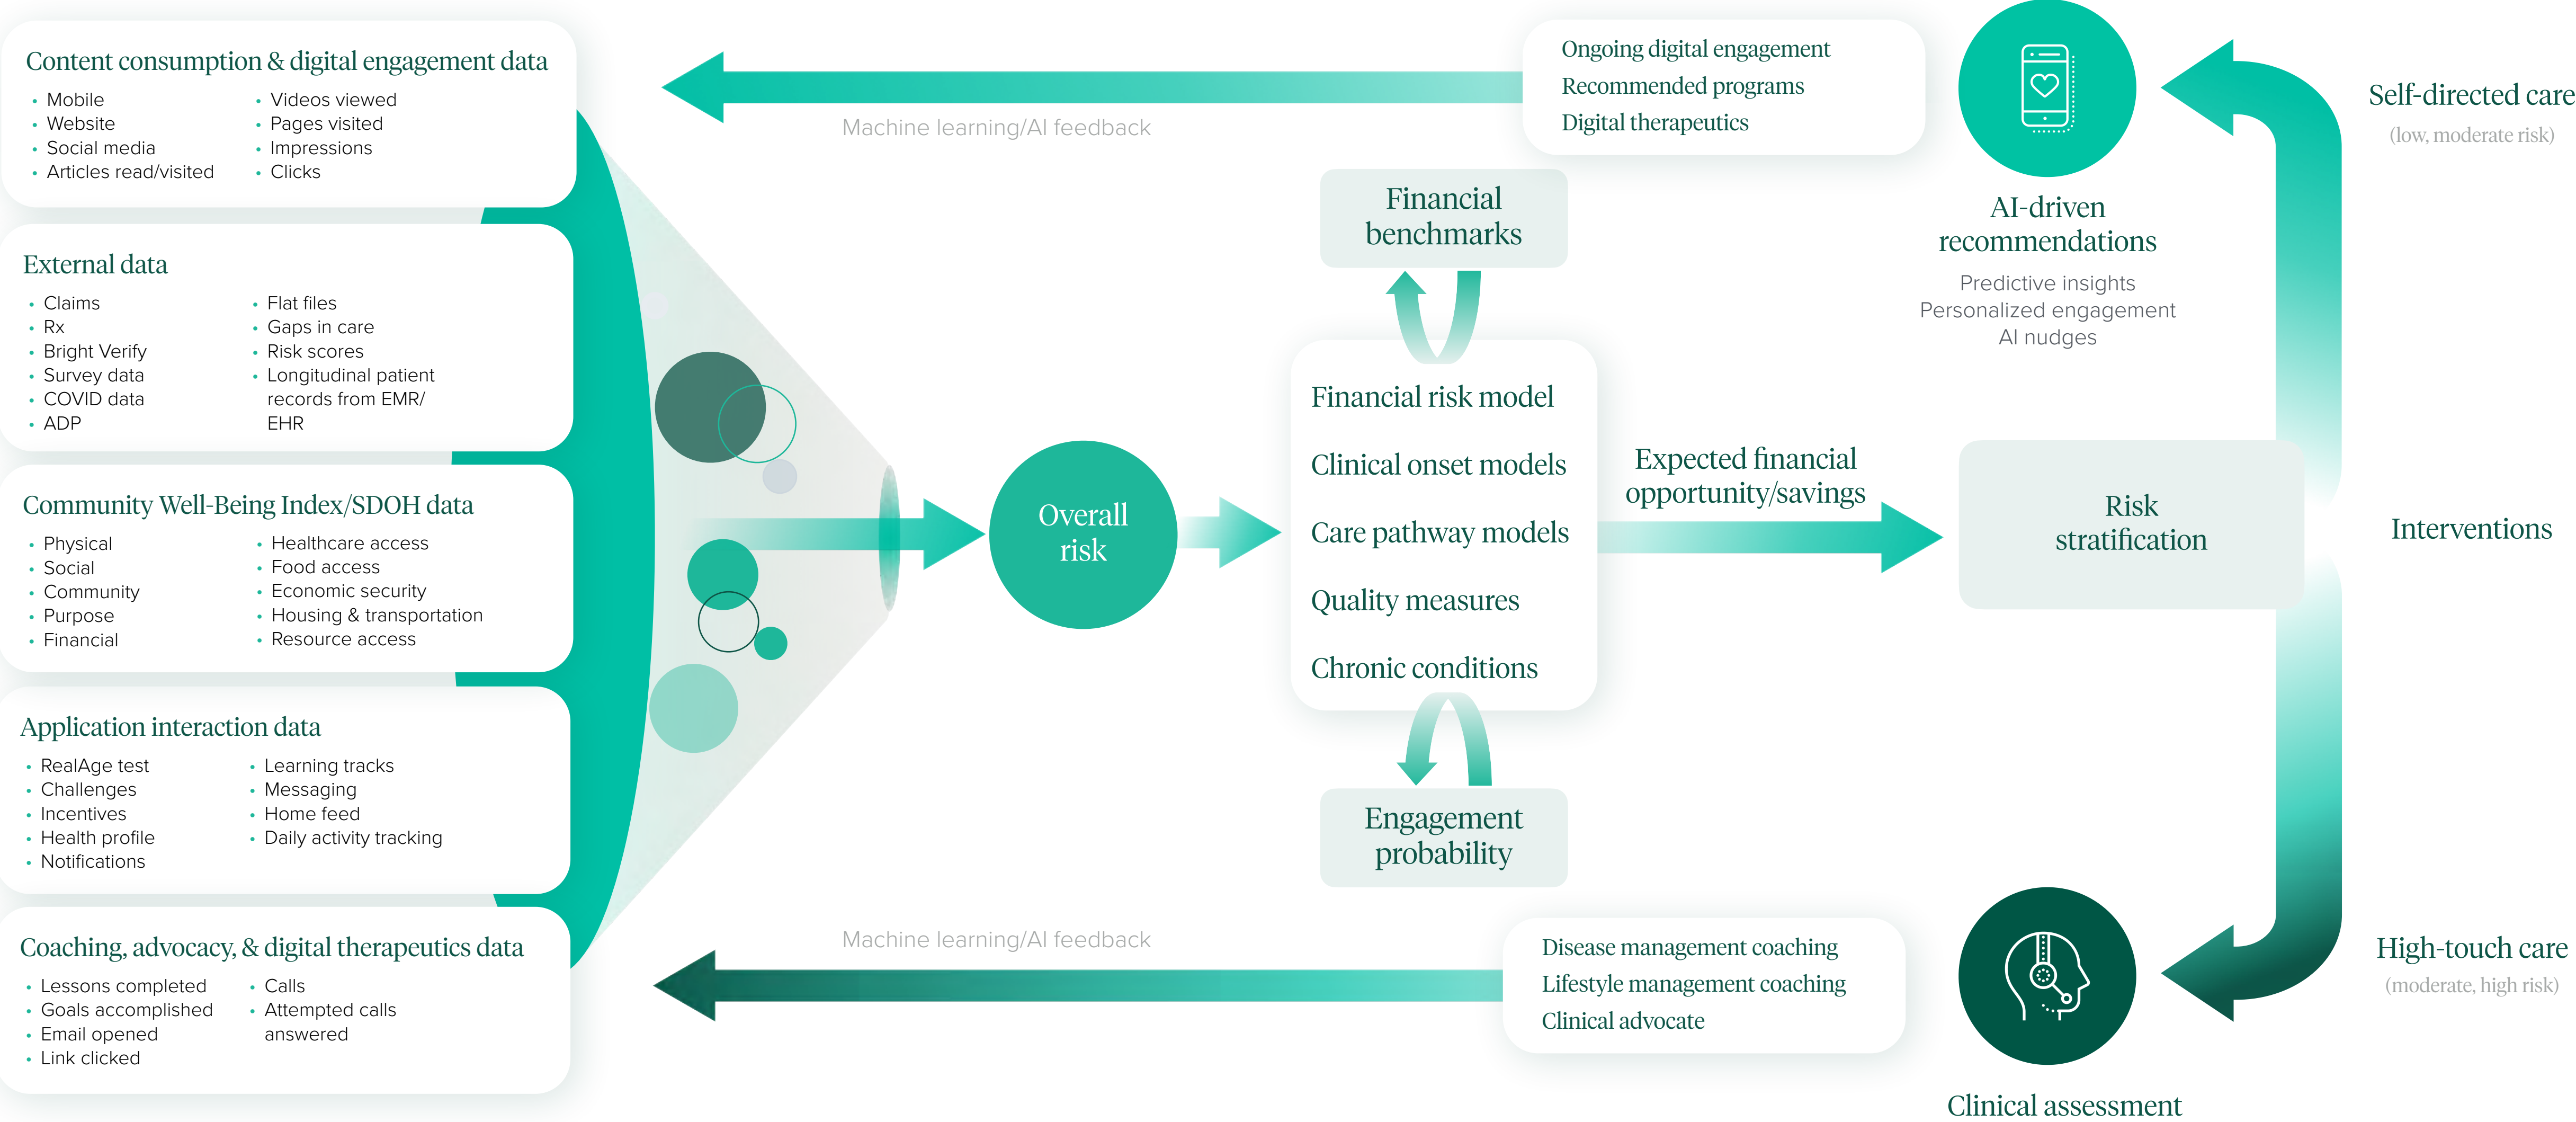 Content consumption & digital engagement data
• Mobile
• Website
• Social media
• Articles read/visited
• Videos viewed
• Pages visited
• Impressions
• Clicks
External data
• Claims
• Rx
• Bright Verify
• Survey data
• COVID data
• ADP
• Flat files
• Gaps in care
• Risk scores
• Longitudinal patient
records from EMR/
EHR
Community Well-Being Index/SDOH data
• Physical
• Social
• Community
• Purpose
• Financial
• Healthcare access
• Food access
• Economic security
• Housing & transportation
• Resource access
Application interaction data
• RealAge test
• Challenges
• Incentives
• Health profile
• Notifications
• Learning tracks
• Messaging
• Home feed
• Daily activity tracking
Coaching, advocacy, & digital therapeutics data
• Lessons completed
• Goals accomplished
• Email opened
• Link clicked
• Calls
• Attempted calls
answered
Machine learning/AI feedback
Overall
risk
Machine learning/AI feedback
Financial
benchmarks
Financial risk model
Clinical onset models
Care pathway models
Quality measures
Chronic conditions
Engagement
probability
Expected financial
opportunity/savings
Ongoing digital engagement
Recommended programs
Digital therapeutics
AI-driven
recommendations
Predictive insights
Personalized engagement
AI nudges
Risk
stratification
Disease management coaching
Lifestyle management coaching
Clinical advocate
Clinical assessment
Self-directed care
(low, moderate risk)
Interventions
High-touch care
(moderate, high risk)